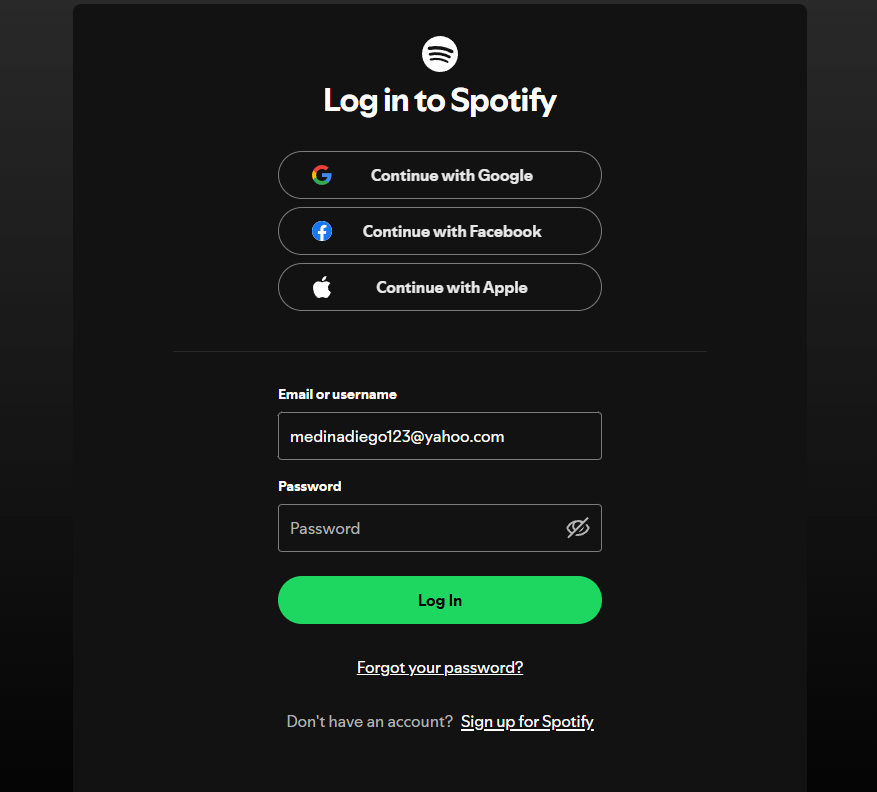 Log in to Spotify
Continue with Google
Continue with Facebook
Continue with Apple
Email or username
medinadiego123@yahoo.com
Password
Password
Log In
Forgot your password?
Don't have an account? Sign up for Spotify